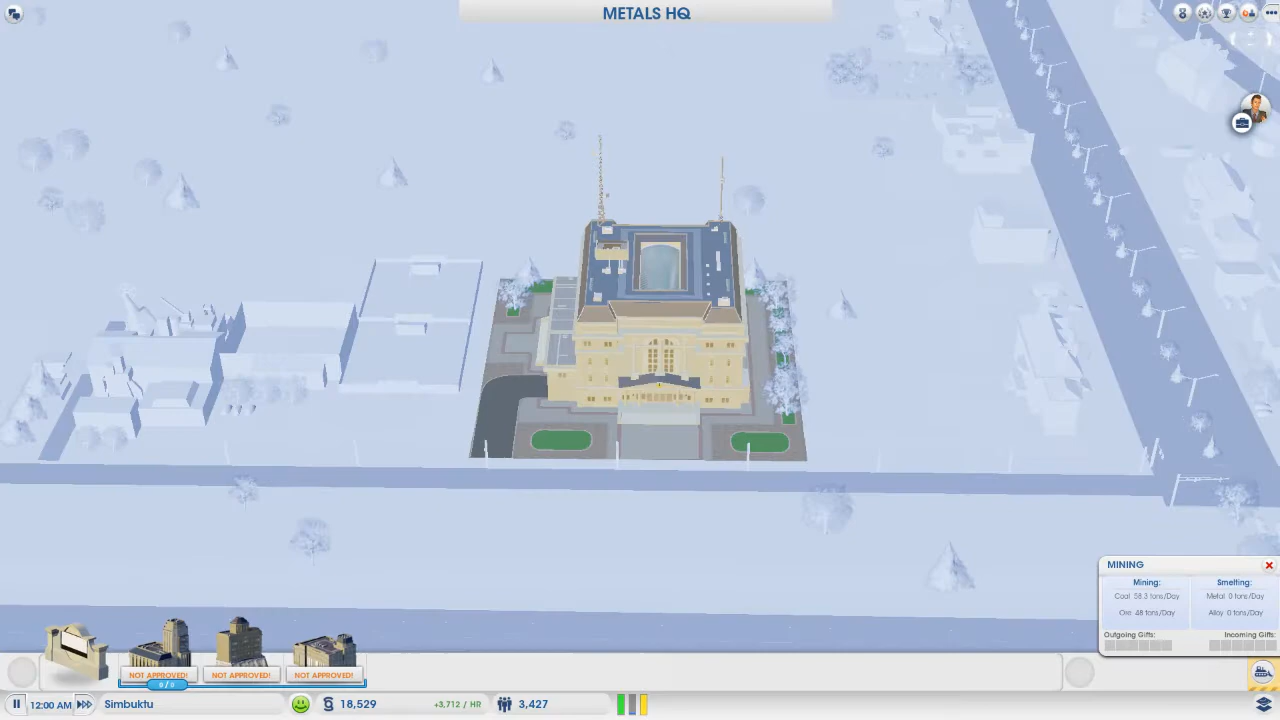 METALS HQ
MINING
Mining:
Smelting:
Coal 58.3 tons/Day
Metal 0 tons/Day
Ore 48 tons/Day
Alloy 0 tons/Day
Outgoing Gifts:
Incoming Gifts:
NOT APPROVED!
NOT APPROVED!
NOT APPROVED!
0 / 0
12:00 AM
Simbuktu
18,529
+3,712 / HR
3,427